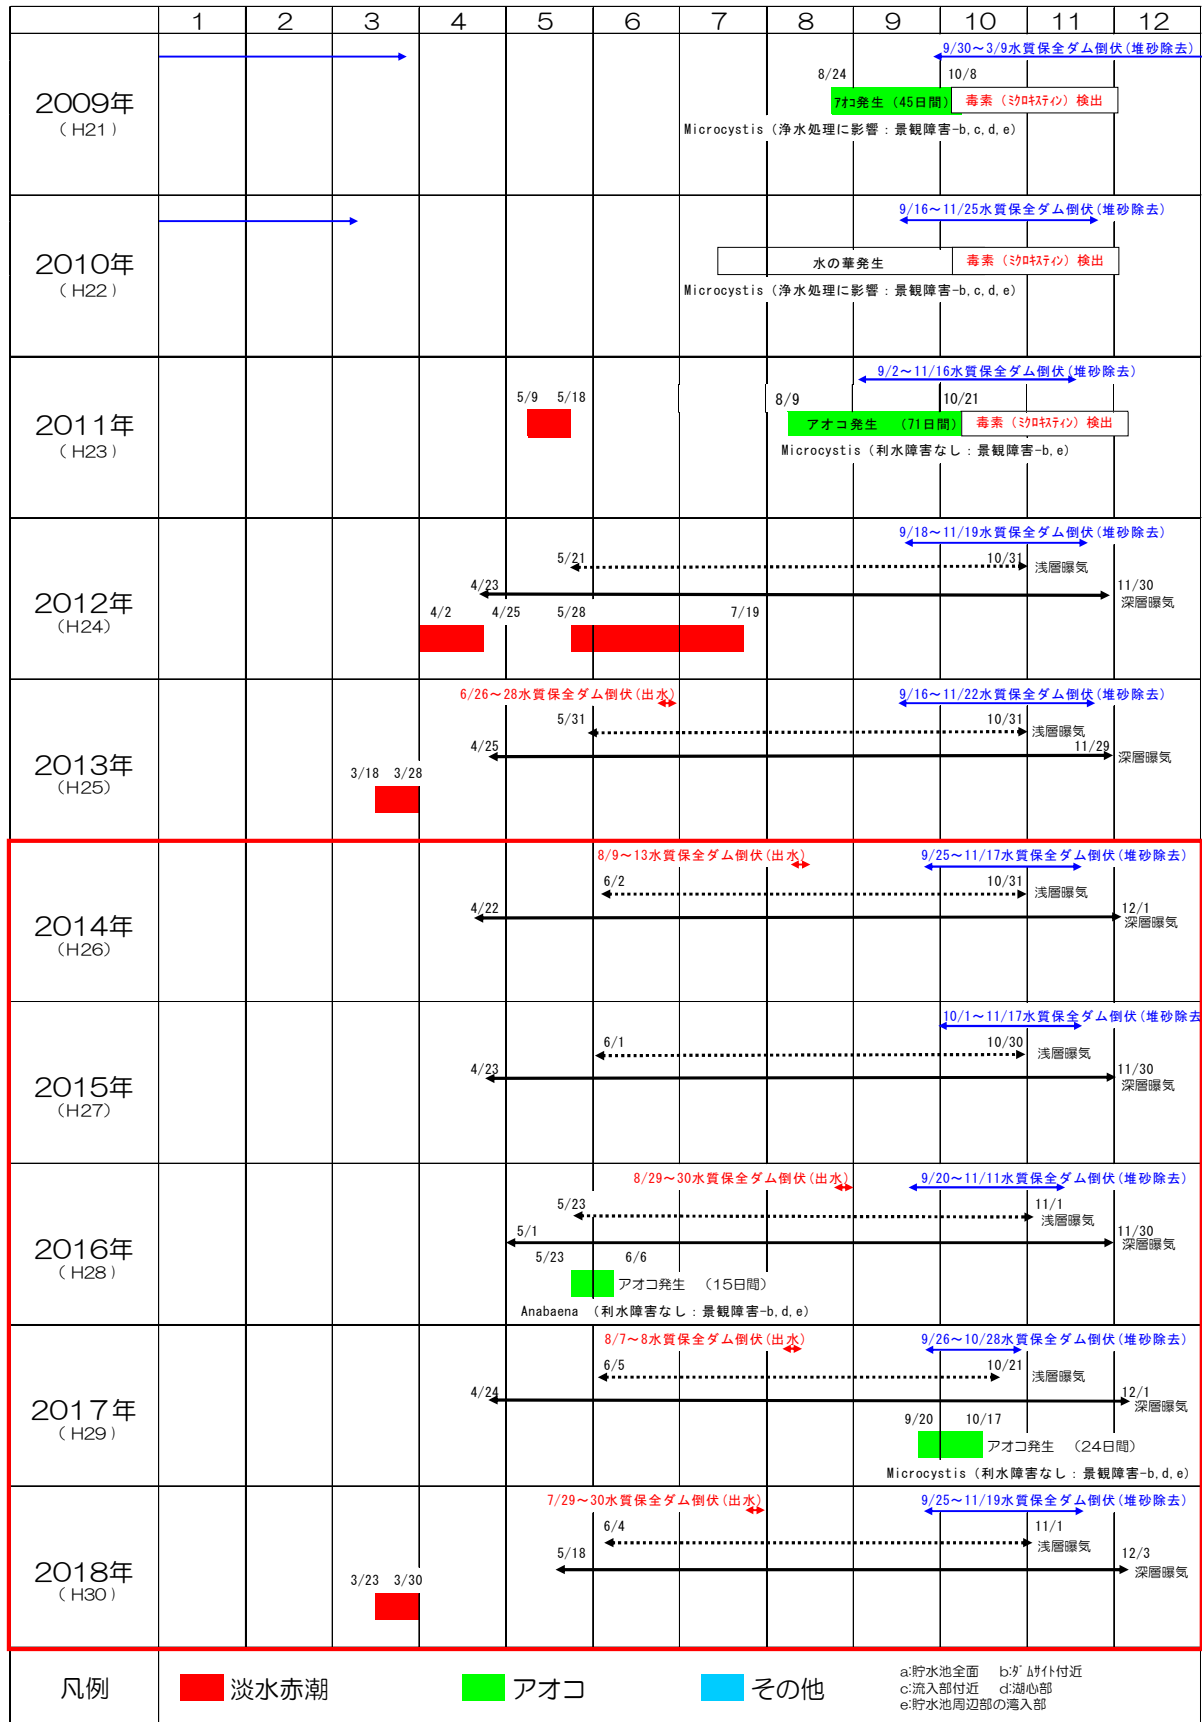 1 2 3 4 5 6 7 8 9 10 11 12
2009年
(H21)
9/30～3/9水質保全ダム倒伏(堆砂除去)
8/24 10/8
アオコ発生(45日間) 毒素(ミクロキスティン)検出
Microcystis(浄水処理に影響:景観障害-b,c,d,e)
2010年
(H22)
9/16～11/25水質保全ダム倒伏(堆砂除去)
水の華発生 毒素(ミクロキスティン)検出
Microcystis(浄水処理に影響:景観障害-b,c,d,e)
2011年
(H23)
9/2～11/16水質保全ダム倒伏(堆砂除去)
5/9 5/18 8/9 10/21
アオコ発生 (71日間) 毒素(ミクロキスティン)検出
Microcystis(利水障害なし:景観障害-b,e)
2012年
(H24)
9/18～11/19水質保全ダム倒伏(堆砂除去)
5/21 10/31 浅層曝気
4/23 11/30 深層曝気
4/2 4/25 5/28 7/19
2013年
(H25)
6/26～28水質保全ダム倒伏(出水) 9/16～11/22水質保全ダム倒伏(堆砂除去)
5/31 10/31 浅層曝気
4/25 11/29 深層曝気
3/18 3/28
2014年
(H26)
8/9～13水質保全ダム倒伏(出水) 9/25～11/17水質保全ダム倒伏(堆砂除去)
6/2 10/31 浅層曝気
4/22 12/1 深層曝気
2015年
(H27)
10/1～11/17水質保全ダム倒伏(堆砂除去
6/1 10/30 浅層曝気
4/23 11/30 深層曝気
2016年
(H28)
8/29～30水質保全ダム倒伏(出水) 9/20～11/11水質保全ダム倒伏(堆砂除去)
5/23 11/1 浅層曝気
5/1 11/30 深層曝気
5/23 6/6
アオコ発生 (15日間)
Anabaena (利水障害なし:景観障害-b,d,e)
2017年
(H29)
8/7～8水質保全ダム倒伏(出水) 9/26～10/28水質保全ダム倒伏(堆砂除去)
6/5 10/21 浅層曝気
4/24 12/1 深層曝気
9/20 10/17
アオコ発生 (24日間)
Microcystis(利水障害なし:景観障害-b,d,e)
2018年
(H30)
7/29～30水質保全ダム倒伏(出水) 9/25～11/19水質保全ダム倒伏(堆砂除去)
6/4 11/1 浅層曝気
5/18 12/3 深層曝気
3/23 3/30
凡例 淡水赤潮 アオコ その他
a:貯水池全面 b:ダムサイト付近
c:流入部付近 d:湖心部
e:貯水池周辺部の湾入部